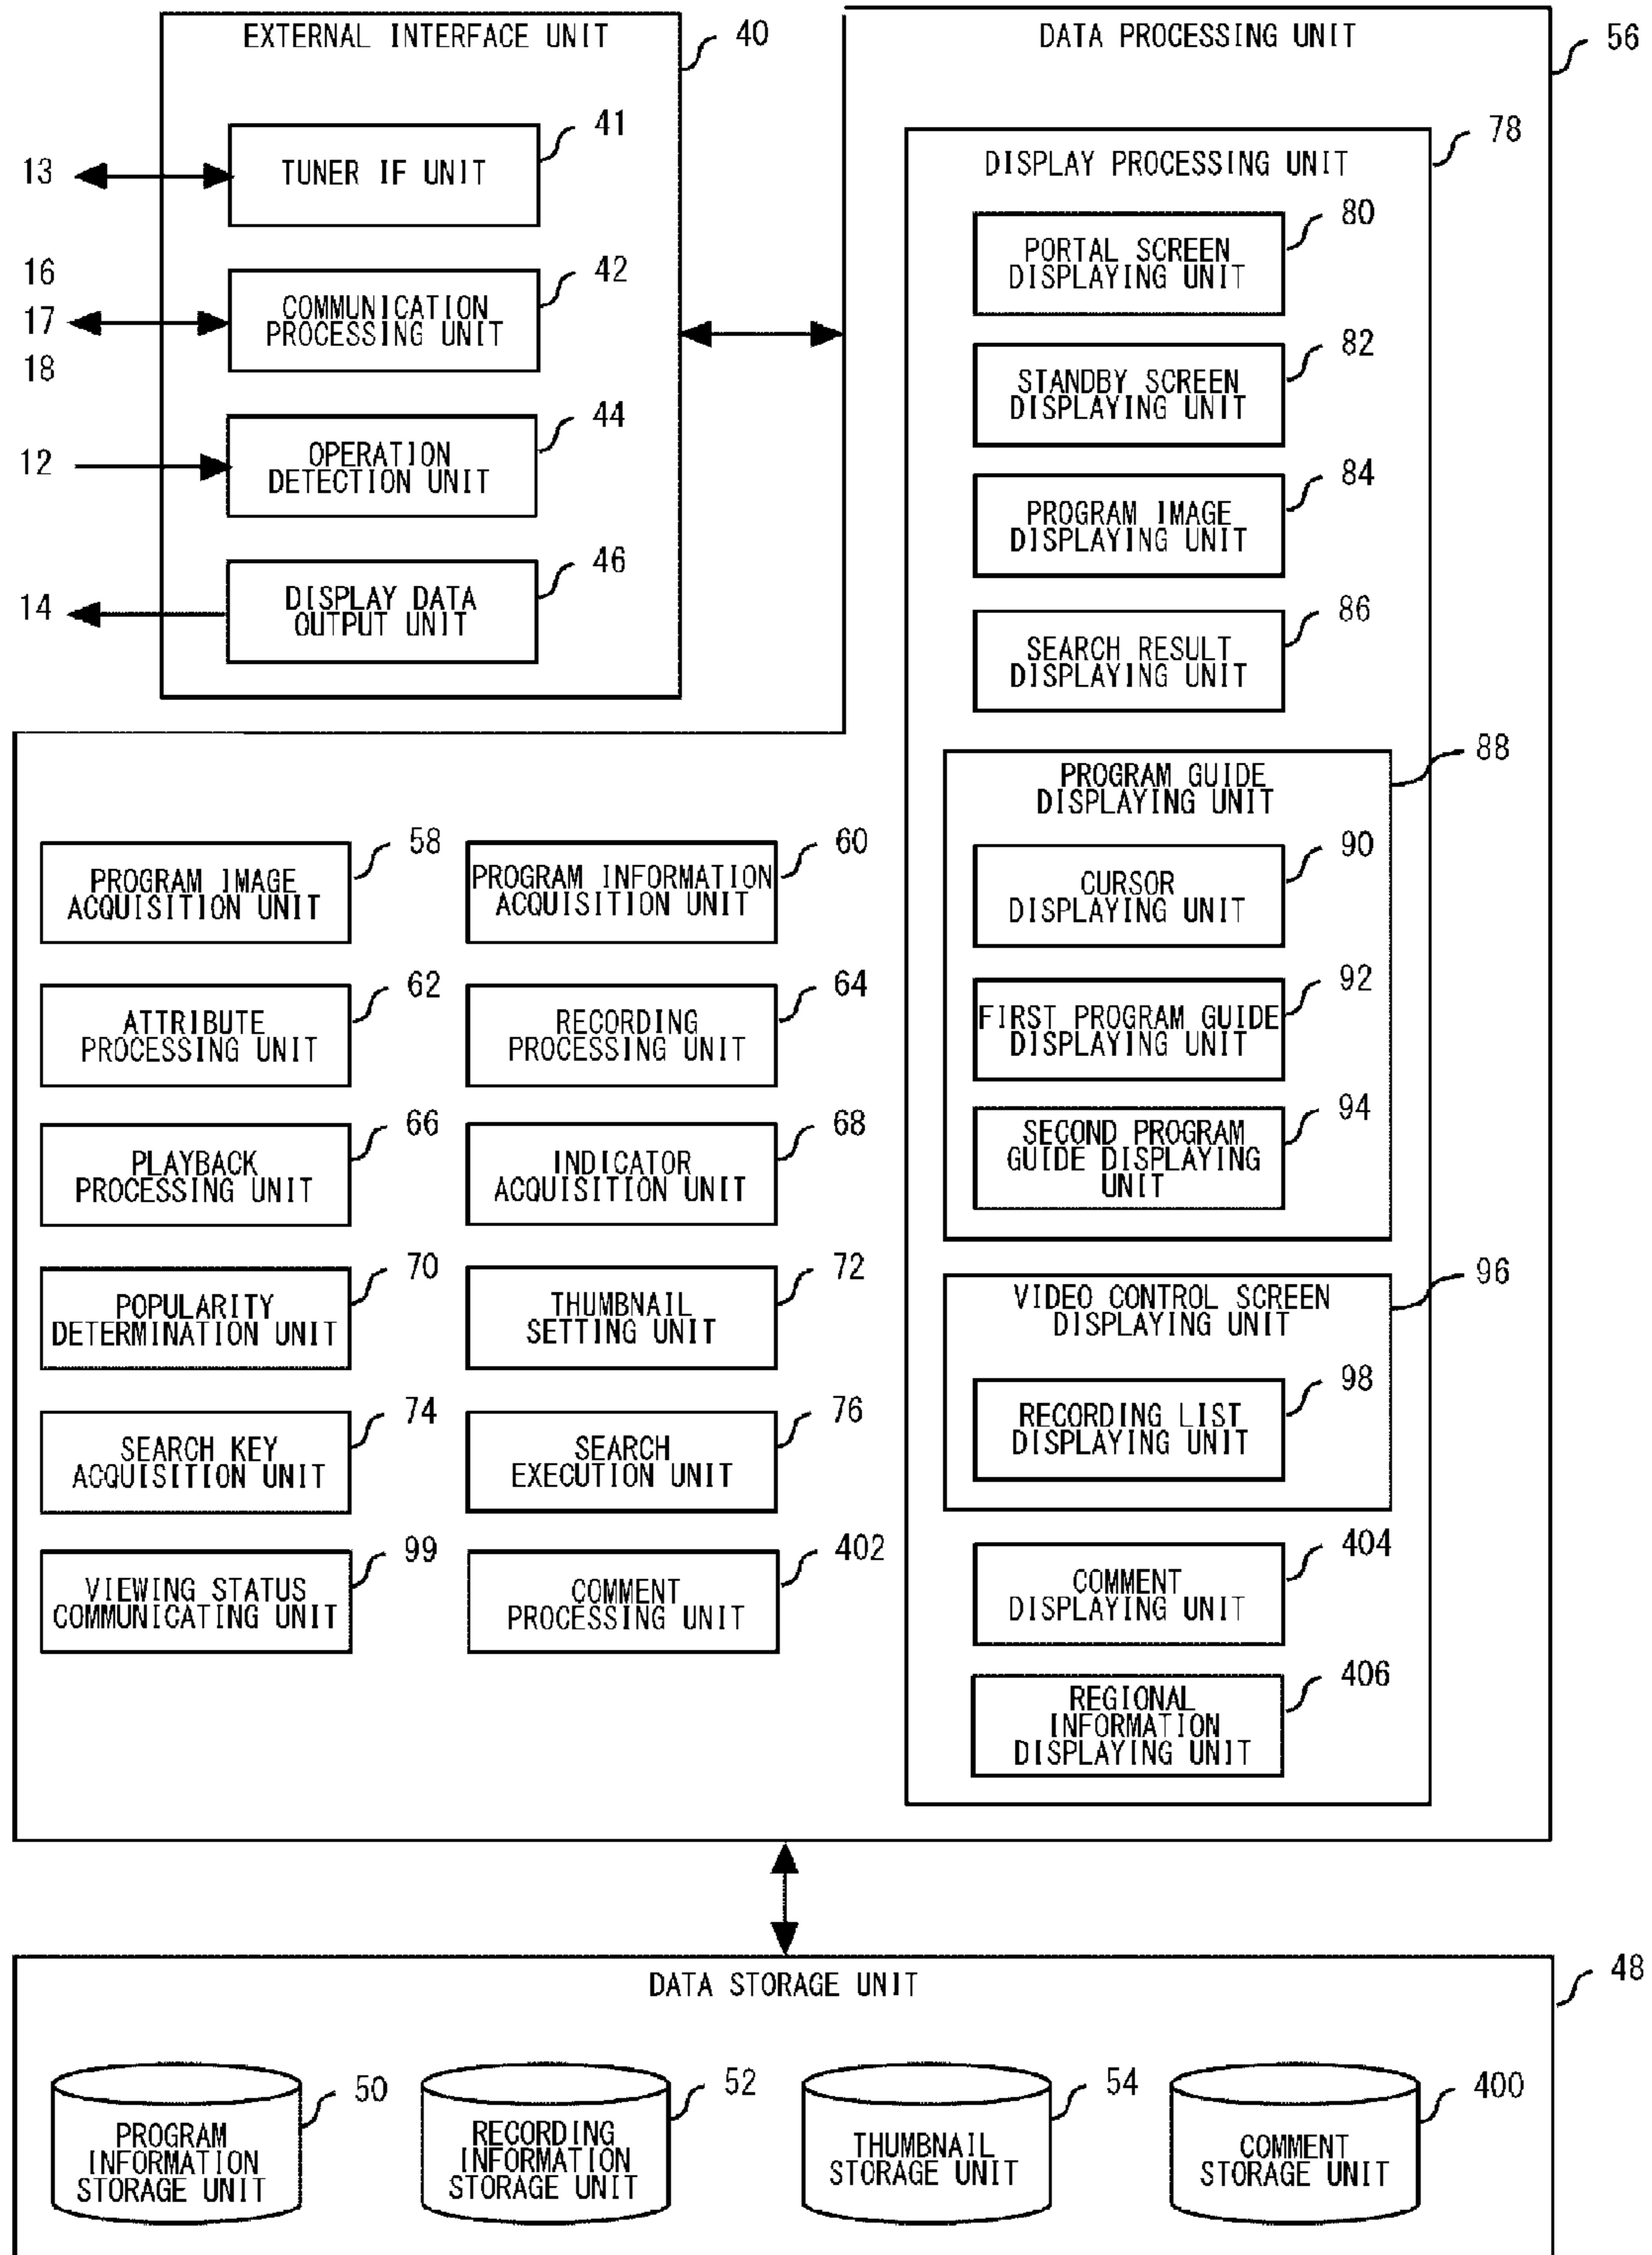 EXTERNAL INTERFACE UNIT
40
41
TUNER IF UNIT
13
42
COMMUNICATION
PROCESSING UNIT
16
17
18
44
OPERATION
DETECTION UNIT
12
46
DISPLAY DATA
OUTPUT UNIT
14
DATA PROCESSING UNIT
56
DISPLAY PROCESSING UNIT
78
80
PORTAL SCREEN
DISPLAYING UNIT
82
STANDBY SCREEN
DISPLAYING UNIT
84
PROGRAM IMAGE
DISPLAYING UNIT
86
SEARCH RESULT
DISPLAYING UNIT
88
PROGRAM GUIDE
DISPLAYING UNIT
90
CURSOR
DISPLAYING UNIT
92
FIRST PROGRAM GUIDE
DISPLAYING UNIT
94
SECOND PROGRAM
GUIDE DISPLAYING
UNIT
96
VIDEO CONTROL SCREEN
DISPLAYING UNIT
98
RECORDING LIST
DISPLAYING UNIT
404
COMMENT
DISPLAYING UNIT
406
REGIONAL
INFORMATION
DISPLAYING UNIT
58
PROGRAM IMAGE
ACQUISITION UNIT
60
PROGRAM INFORMATION
ACQUISITION UNIT
62
ATTRIBUTE
PROCESSING UNIT
64
RECORDING
PROCESSING UNIT
66
PLAYBACK
PROCESSING UNIT
68
INDICATOR
ACQUISITION UNIT
70
POPULARITY
DETERMINATION UNIT
72
THUMBNAIL
SETTING UNIT
74
SEARCH KEY
ACQUISITION UNIT
76
SEARCH
EXECUTION UNIT
99
VIEWING STATUS
COMMUNICATING UNIT
402
COMMENT
PROCESSING UNIT
DATA STORAGE UNIT
48
50
PROGRAM
INFORMATION
STORAGE UNIT
52
RECORDING
INFORMATION
STORAGE UNIT
54
THUMBNAIL
STORAGE UNIT
400
COMMENT
STORAGE UNIT